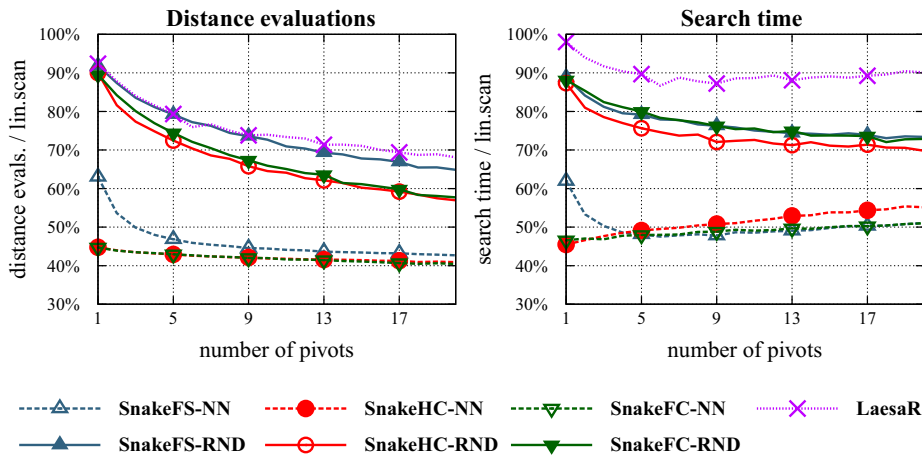 Distance evaluations
100%
90%
80%
70%
60%
50%
40%
30%
1 5 9 13 17
number of pivots
distance evals. / lin.scan
Search time
100%
90%
80%
70%
60%
50%
40%
30%
1 5 9 13 17
number of pivots
search time / lin.scan
SnakeFS-NN SnakeHC-NN SnakeFC-NN LaesaR
SnakeFS-RND SnakeHC-RND SnakeFC-RND